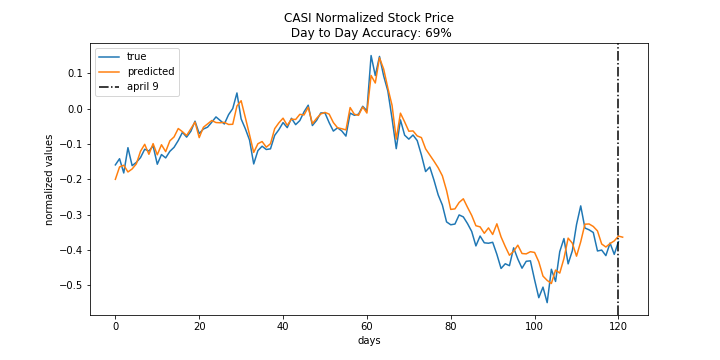 CASI Normalized Stock Price
Day to Day Accuracy: 69%
true
predicted
april 9
normalized values
0.1
0.0
−0.1
−0.2
−0.3
−0.4
−0.5
0 20 40 60 80 100 120
days